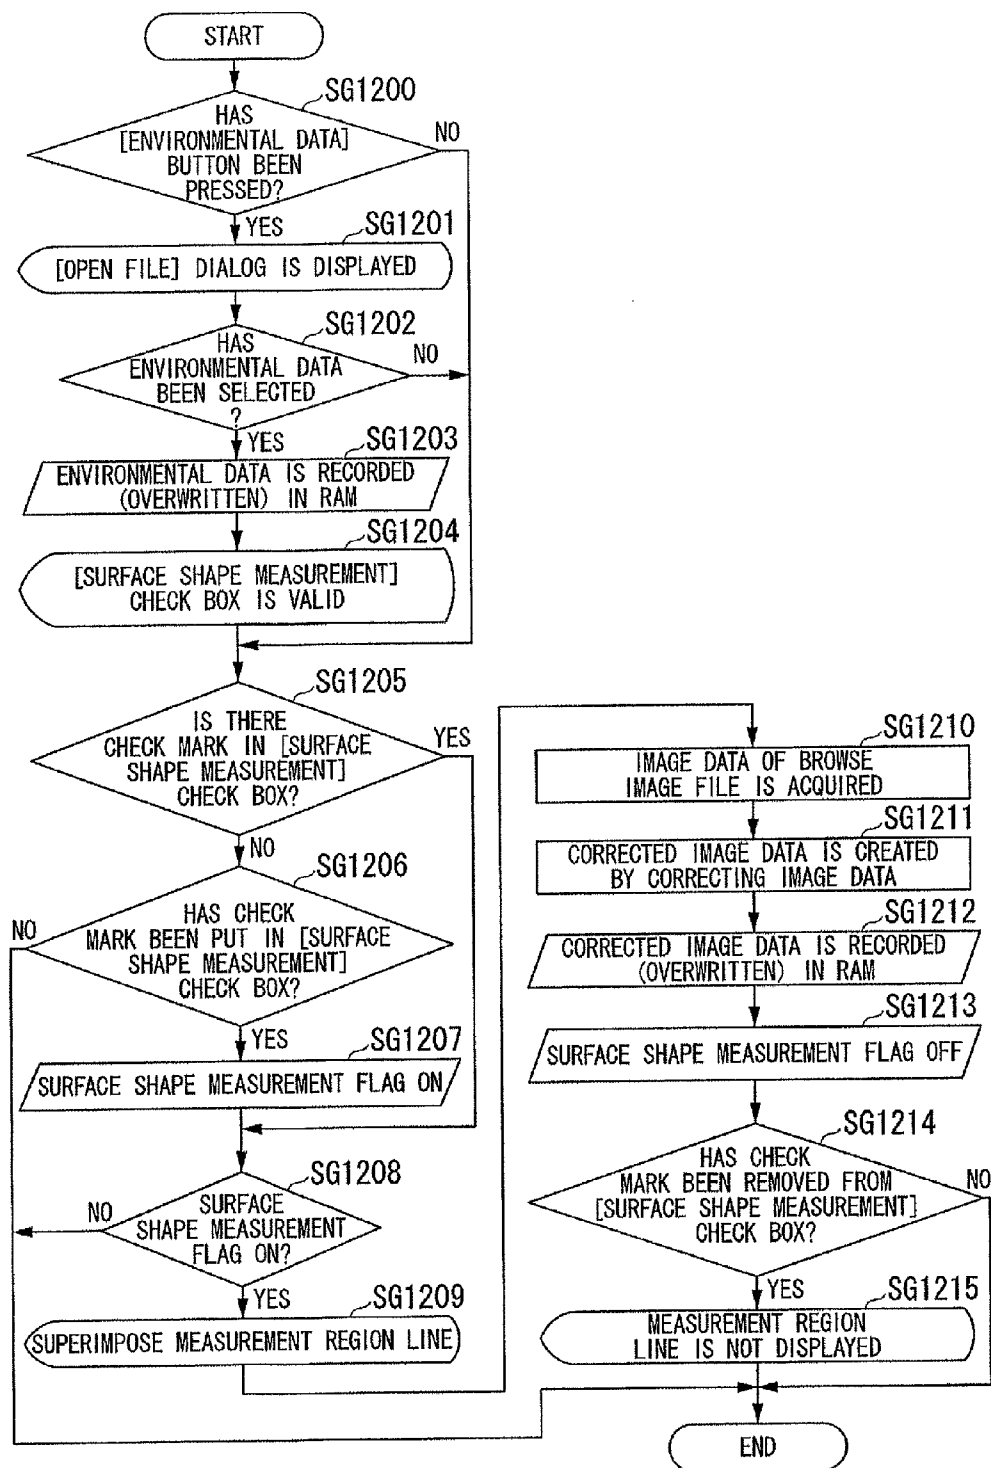 START
SG1200
HAS
[ENVIRONMENTAL DATA]
BUTTON BEEN
PRESSED?
NO
YES
SG1201
[OPEN FILE] DIALOG IS DISPLAYED
SG1202
HAS
ENVIRONMENTAL DATA
BEEN SELECTED
?
NO
YES
SG1203
ENVIRONMENTAL DATA IS RECORDED
(OVERWRITTEN) IN RAM
SG1204
[SURFACE SHAPE MEASUREMENT]
CHECK BOX IS VALID
SG1205
IS THERE
CHECK MARK IN [SURFACE
SHAPE MEASUREMENT]
CHECK BOX?
YES
NO
SG1206
HAS CHECK
MARK BEEN PUT IN [SURFACE
SHAPE MEASUREMENT]
CHECK BOX?
NO
YES
SG1207
SURFACE SHAPE MEASUREMENT FLAG ON
SG1208
SURFACE
SHAPE MEASUREMENT
FLAG ON?
NO
YES
SG1209
SUPERIMPOSE MEASUREMENT REGION LINE
SG1210
IMAGE DATA OF BROWSE
IMAGE FILE IS ACQUIRED
SG1211
CORRECTED IMAGE DATA IS CREATED
BY CORRECTING IMAGE DATA
SG1212
CORRECTED IMAGE DATA IS RECORDED
(OVERWRITTEN) IN RAM
SG1213
SURFACE SHAPE MEASUREMENT FLAG OFF
SG1214
HAS CHECK
MARK BEEN REMOVED FROM
[SURFACE SHAPE MEASUREMENT]
CHECK BOX?
NO
YES
SG1215
MEASUREMENT REGION
LINE IS NOT DISPLAYED
END